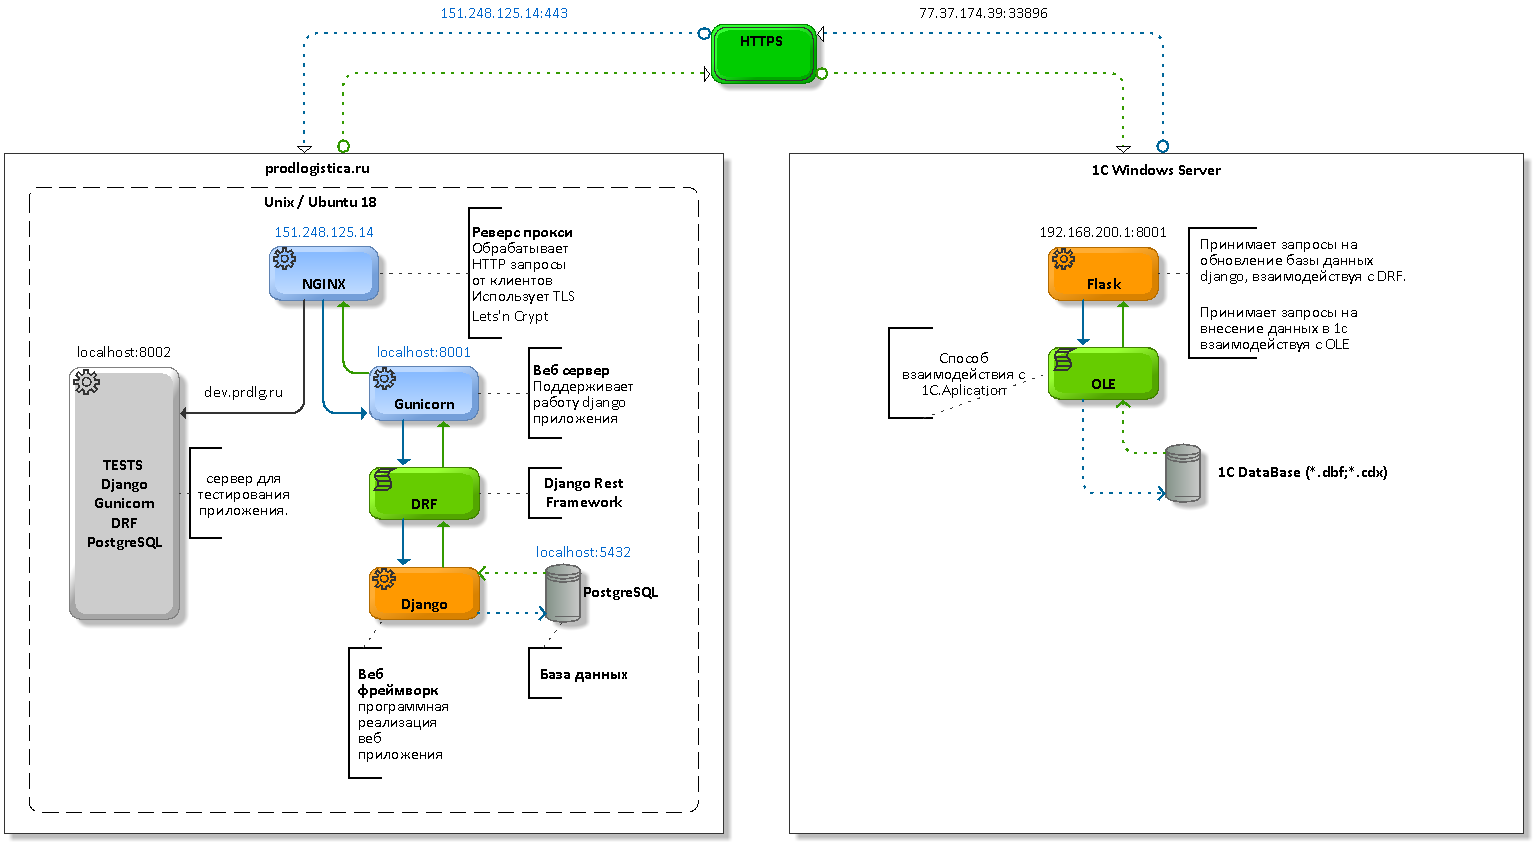 151.248.125.14:443
77.37.174.39:33896
HTTPS
prodlogistica.ru
Unix / Ubuntu 18
151.248.125.14
NGINX
Реверс прокси
Обрабатывает
HTTP запросы
от клиентов
Использует TLS
Lets'n Crypt
localhost:8002
dev.prdlg.ru
TESTS
Django
Gunicorn
DRF
PostgreSQL
сервер для
тестирования
приложения.
localhost:8001
Gunicorn
Веб сервер
Поддерживает
работу django
приложения
DRF
Django Rest
Framework
localhost:5432
Django
PostgreSQL
Веб
фреймворк
программная
реализация
веб
приложения
База данных
1C Windows Server
192.168.200.1:8001
Flask
Принимает запросы на
обновление базы данных
django, взаимодействуя с DRF.
Принимает запросы на
внесение данных в 1с
взаимодействуя с OLE
Способ
взаимодействия с
1C.Aplication
OLE
1C DataBase (*.dbf;*.cdx)